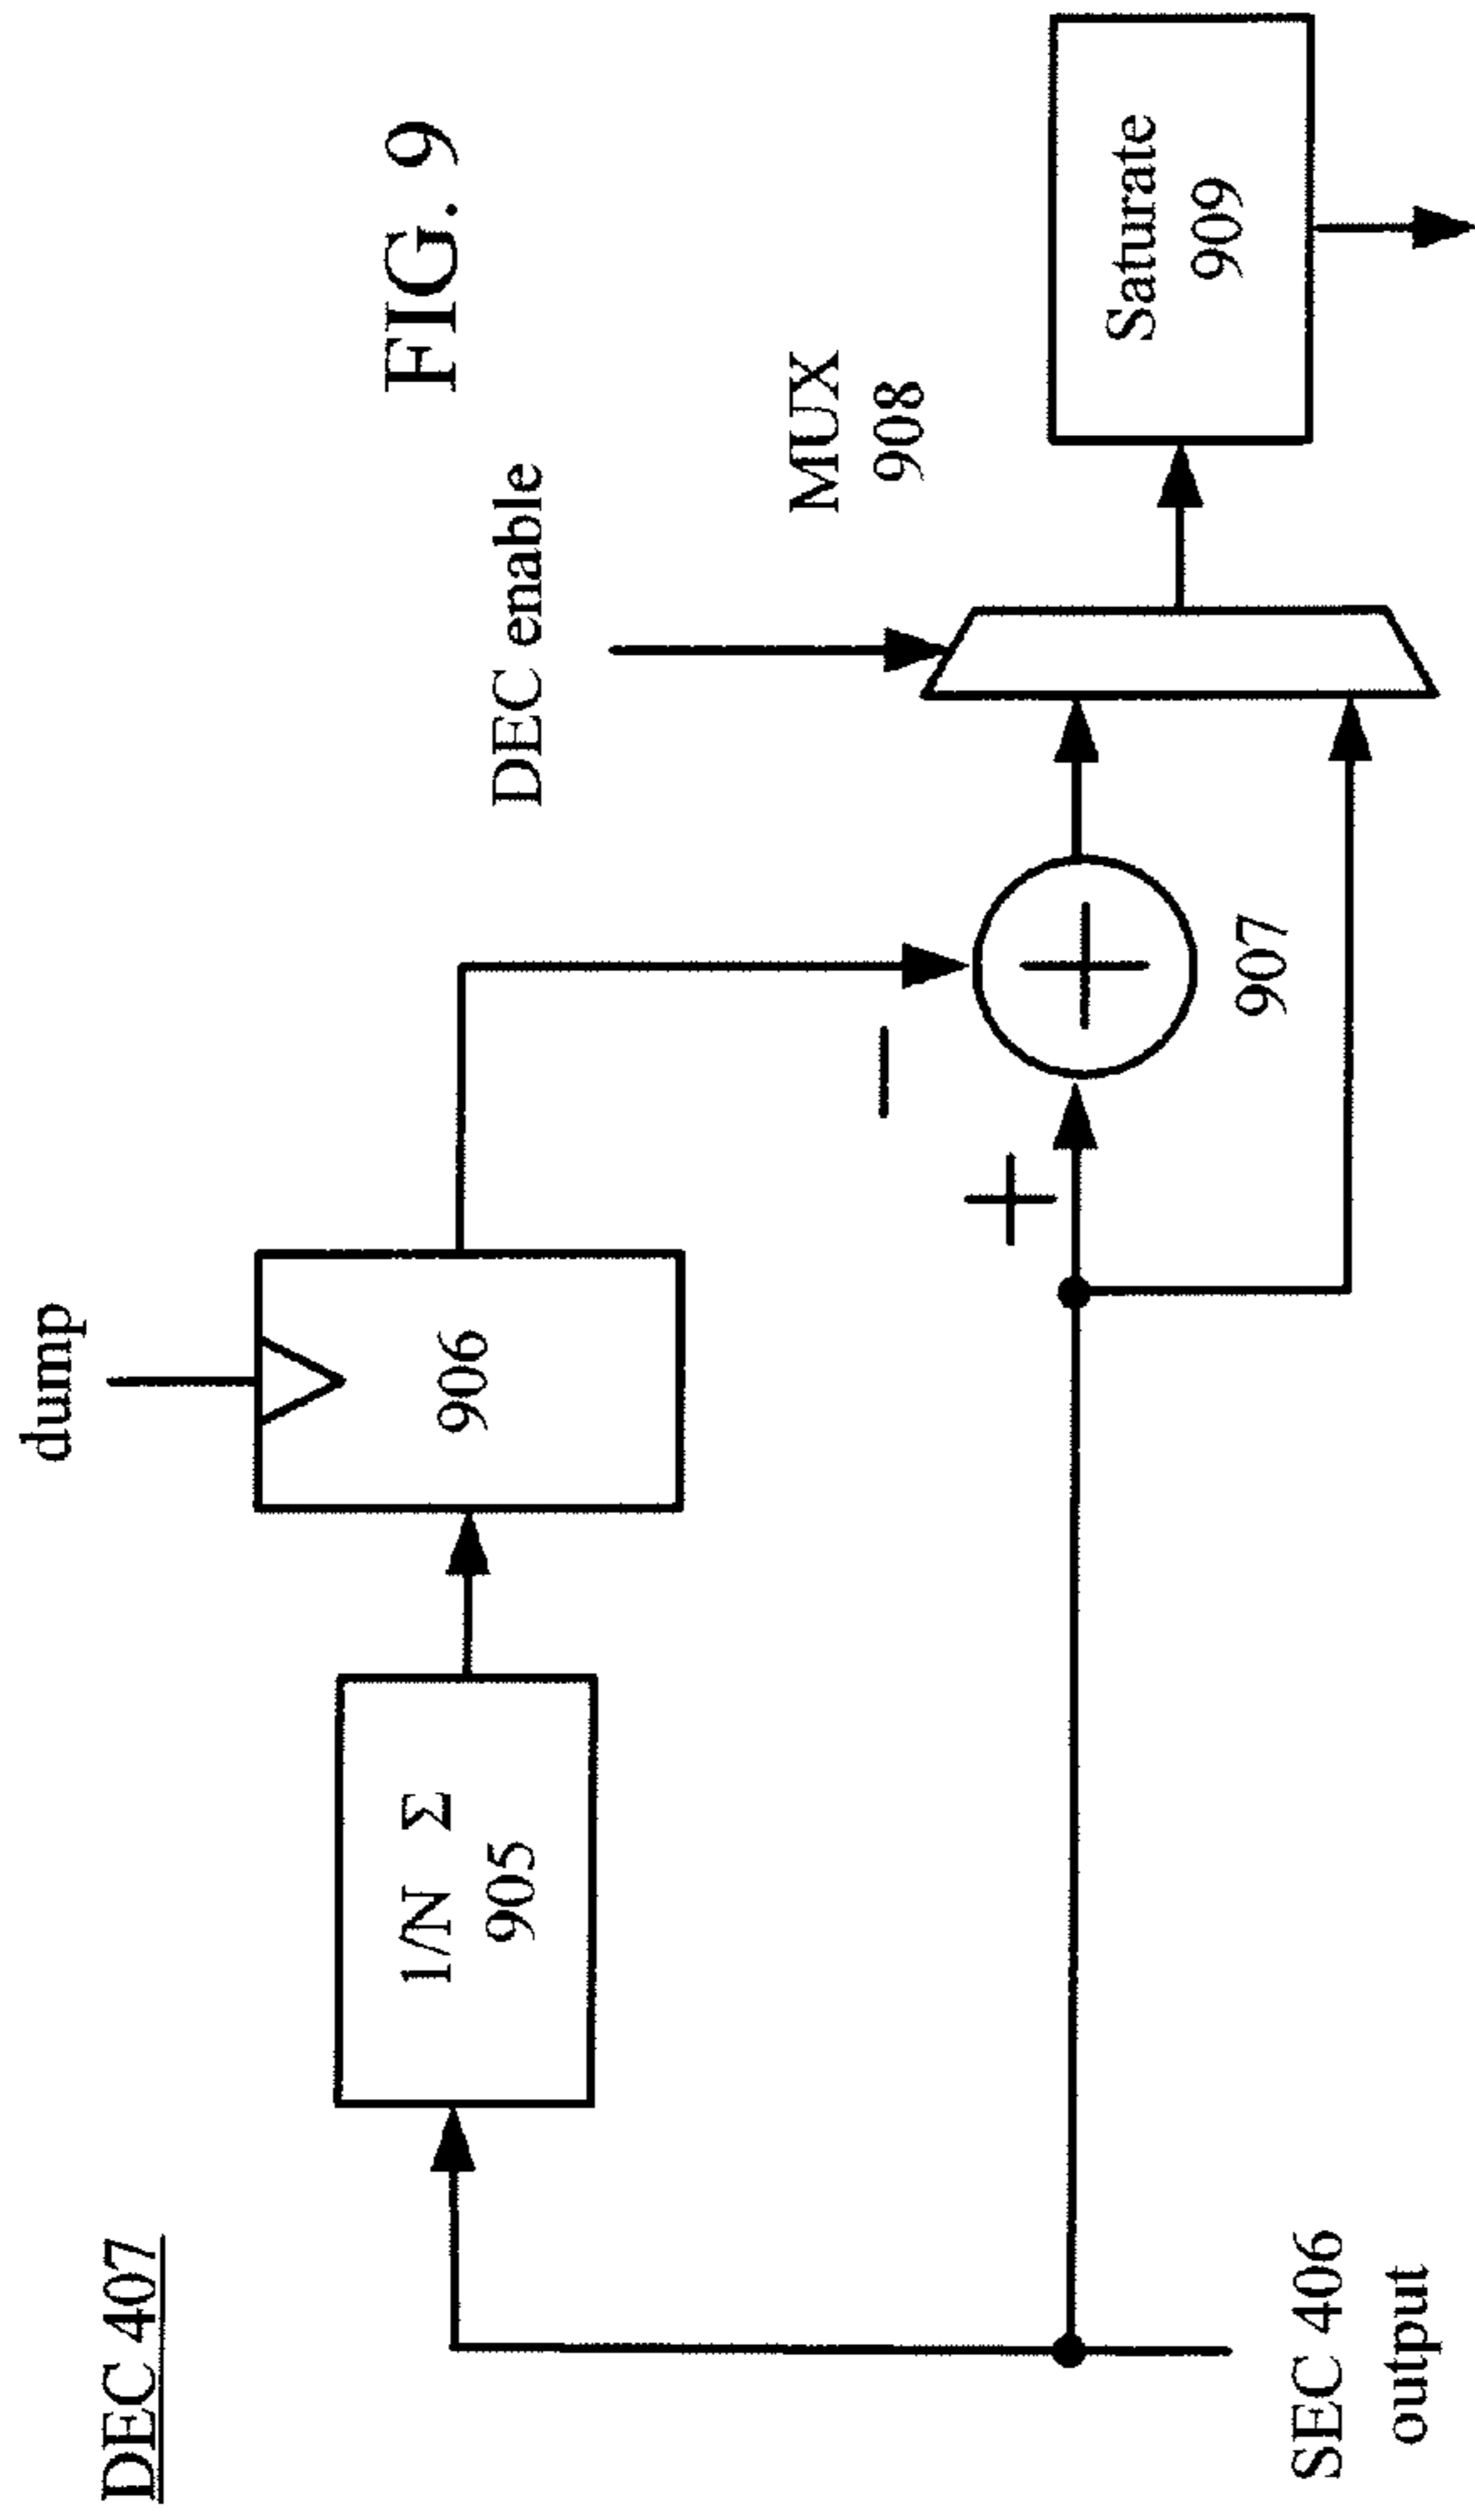 DEC 407
dump
FIG. 9
1/N Σ
905
906
DEC enable
MUX
908
+
−
907
Saturate
909
SEC 406
output